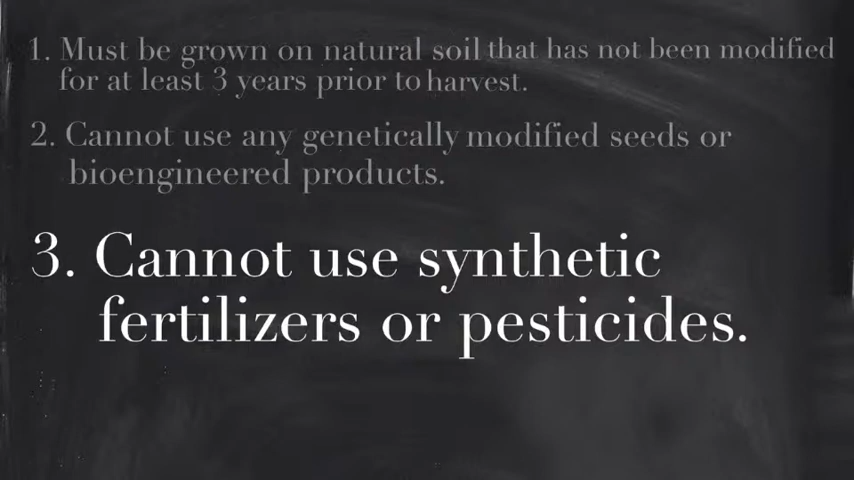 1. Must be grown on natural soil that has not been modified
for at least 3 years prior to harvest.
2. Cannot use any genetically modified seeds or
bioengineered products.
3. Cannot use synthetic
fertilizers or pesticides.